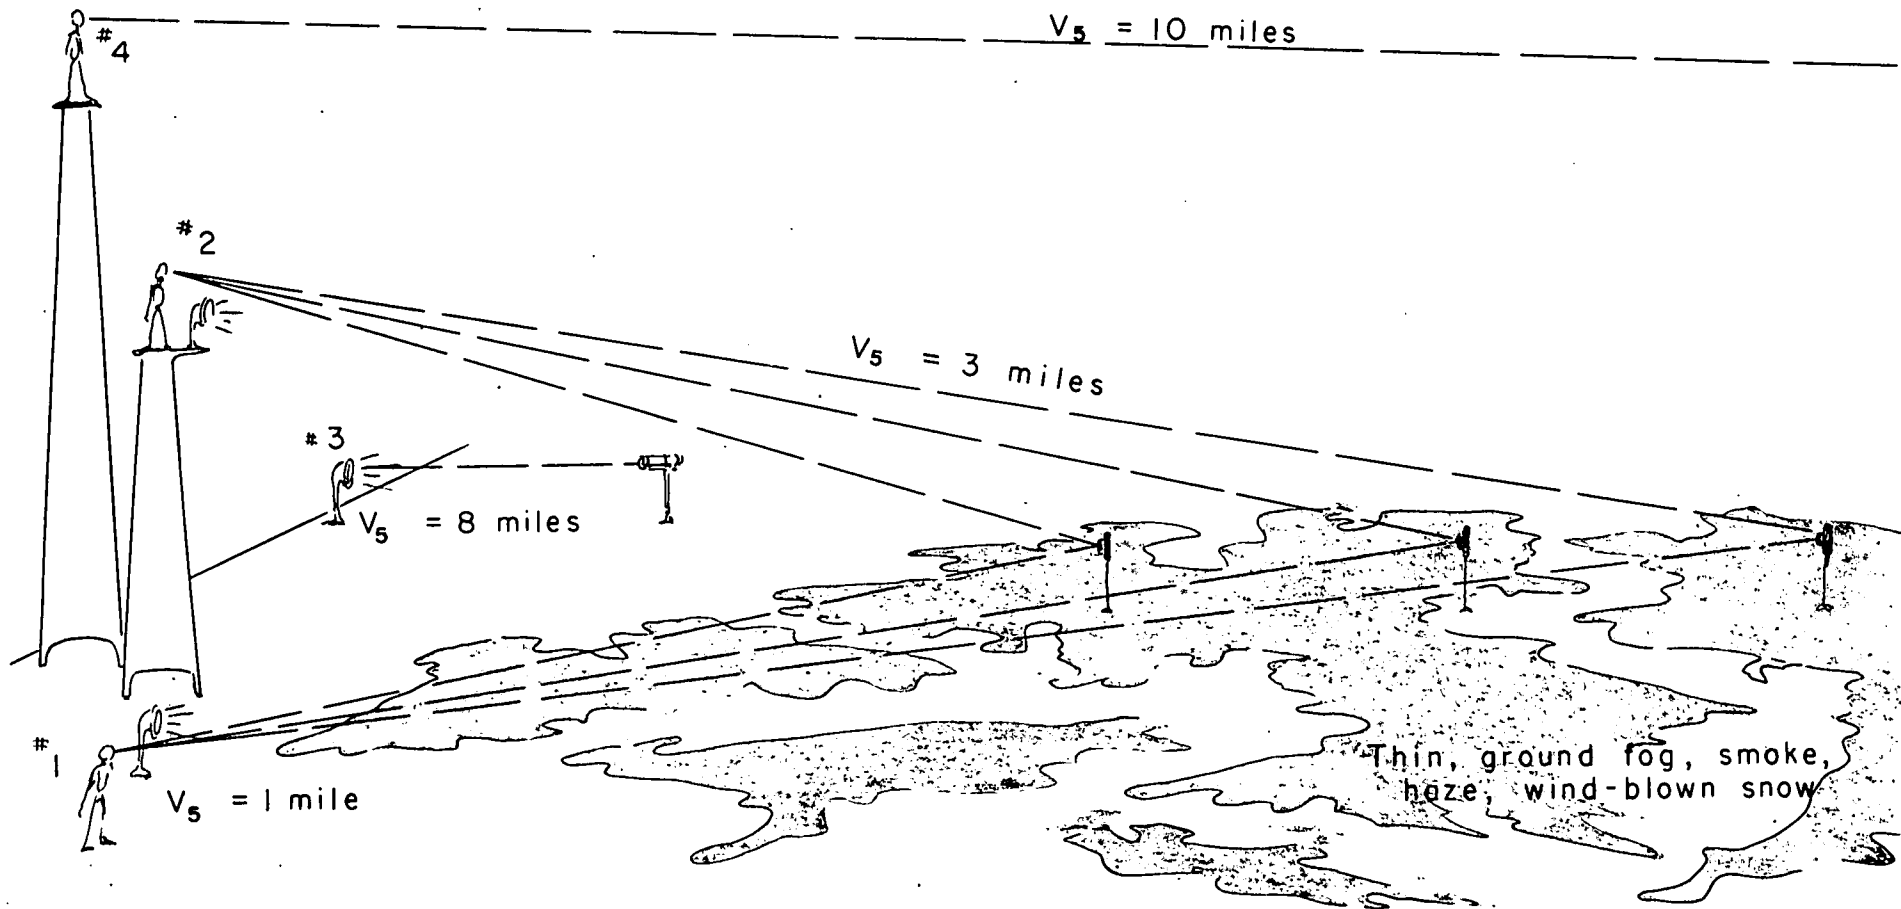 V₅ = 10 miles
#4
#2
V₅ = 3 miles
#3
V₅ = 8 miles
#1
V₅ = 1 mile
Thin, ground fog, smoke,
haze, wind-blown snow